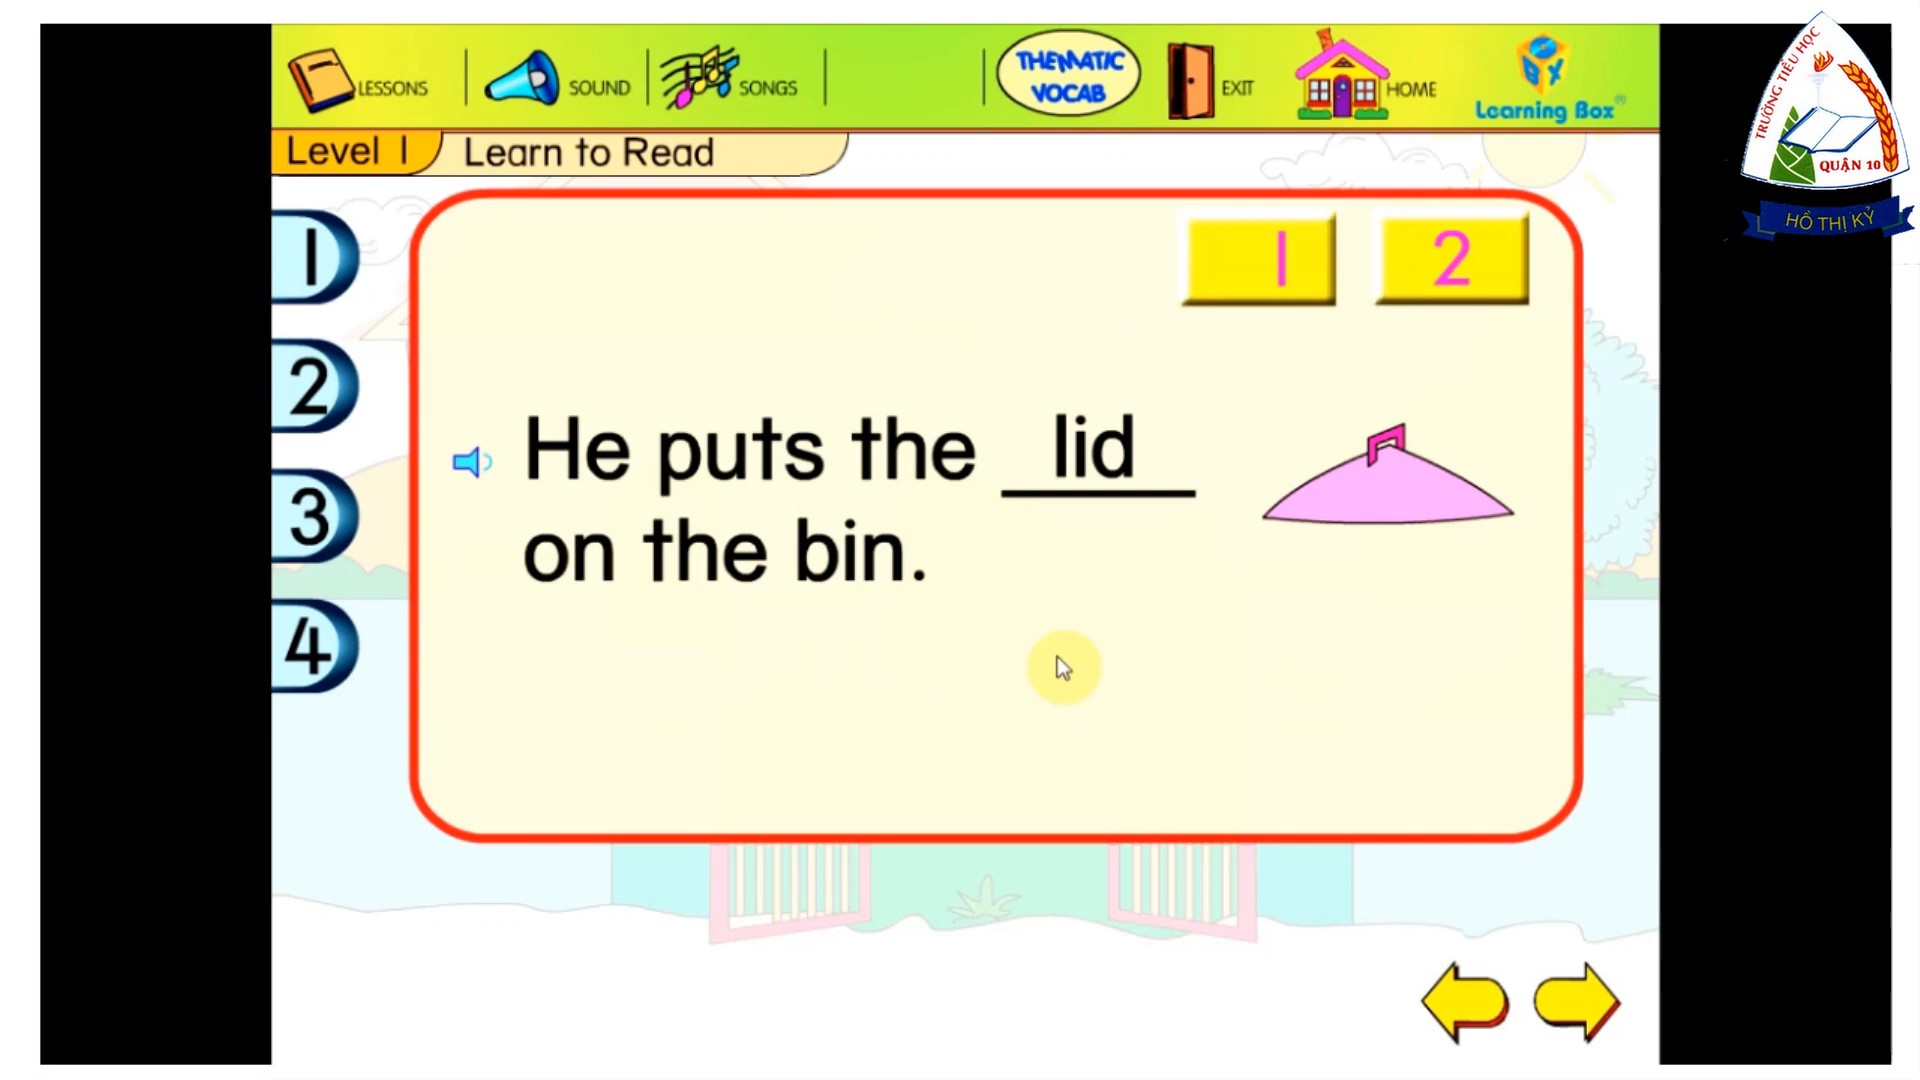 LESSONS
SOUND
SONGS
THEMATIC
VOCAB
EXIT
HOME
BX
Learning Box®
TRƯỜNG TIỂU HỌC
QUẬN 10
HỒ THỊ KỶ
Level 1
Learn to Read
1
2
3
4
1
2
He puts the lid
on the bin.